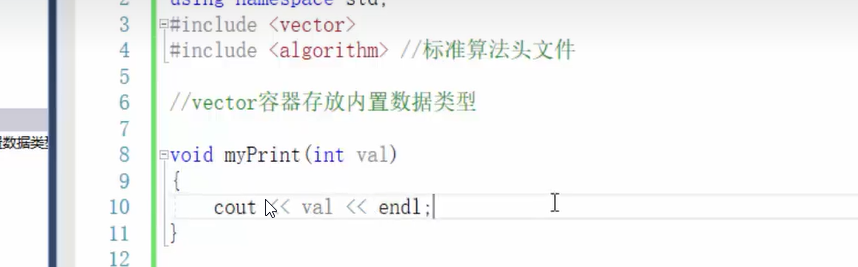 2 using namespace std;
3 #include <vector>
4 #include <algorithm> //标准算法头文件
5
6 //vector容器存放内置数据类型
7
8 void myPrint(int val)
9 {
10 cout << val << endl;
11 }
12
置数据类型